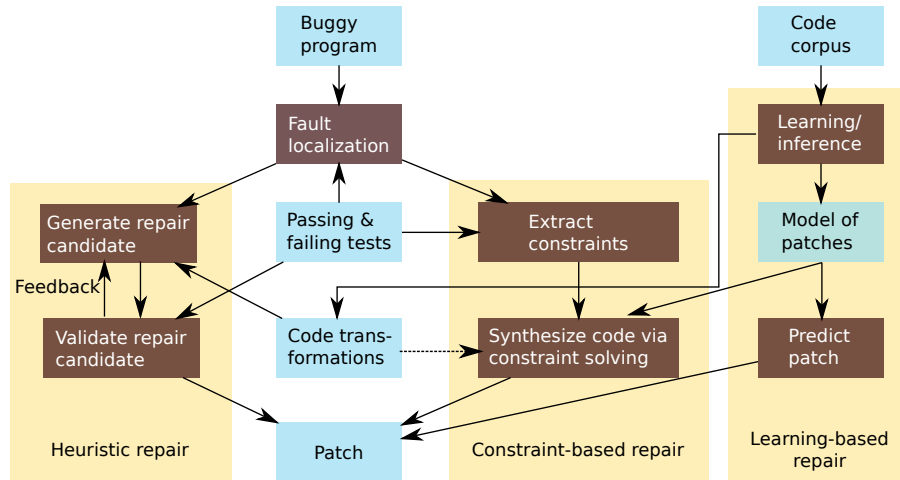 Buggy
program
Code
corpus
Fault
localization
Learning/
inference
Generate repair
candidate
Passing &
failing tests
Extract
constraints
Model of
patches
Feedback
Validate repair
candidate
Code trans-
formations
Synthesize code via
constraint solving
Predict
patch
Heuristic repair
Patch
Constraint-based repair
Learning-based
repair